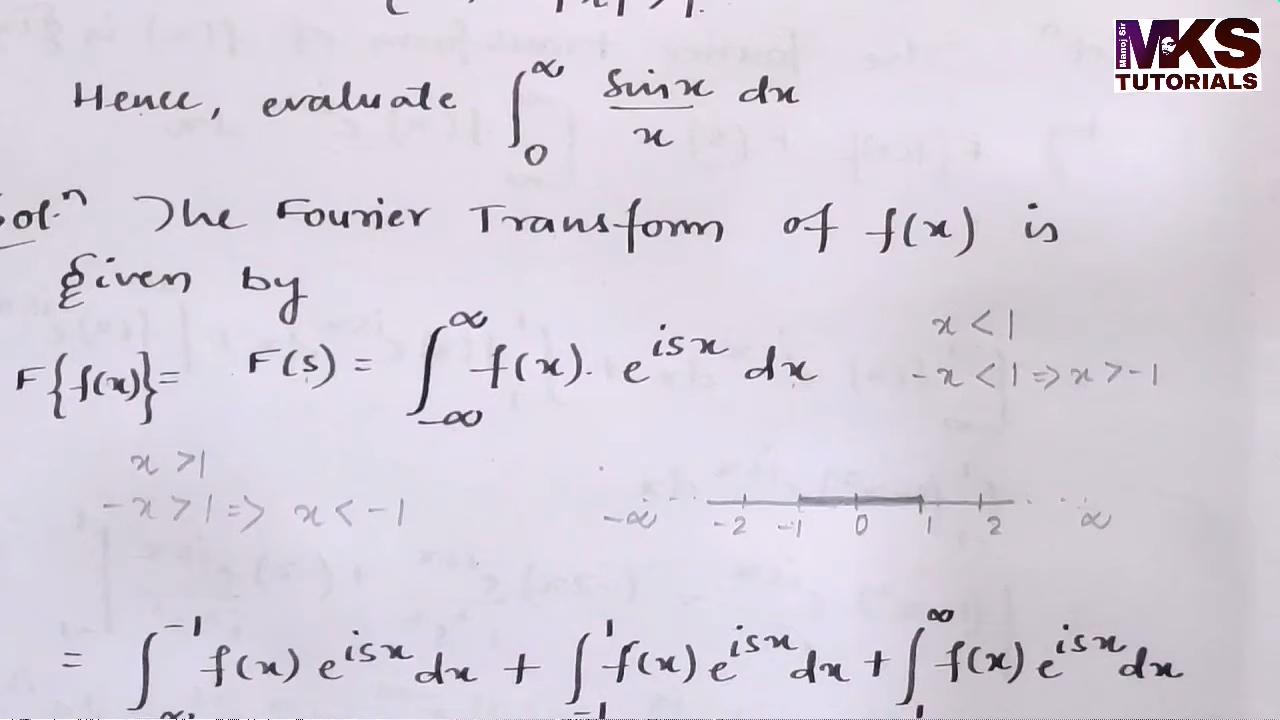 |x| > 1.
Manoj Sir MKS TUTORIALS
Hence, evaluate ∫₀^∞ sinx/x dx
Sol.ⁿ The Fourier Transform of f(x) is
given by
F{f(x)}= F(s) = ∫_{-∞}^{∞} f(x). e^{isx} dx
x < 1
-x < 1 => x > -1
x > 1
-x > 1 => x < -1
-∞ -2 -1 0 1 2 ∞
= ∫_{-∞}^{-1} f(x) e^{isx} dx + ∫_{-1}^{1} f(x) e^{isx} dx + ∫_{1}^{∞} f(x) e^{isx} dx